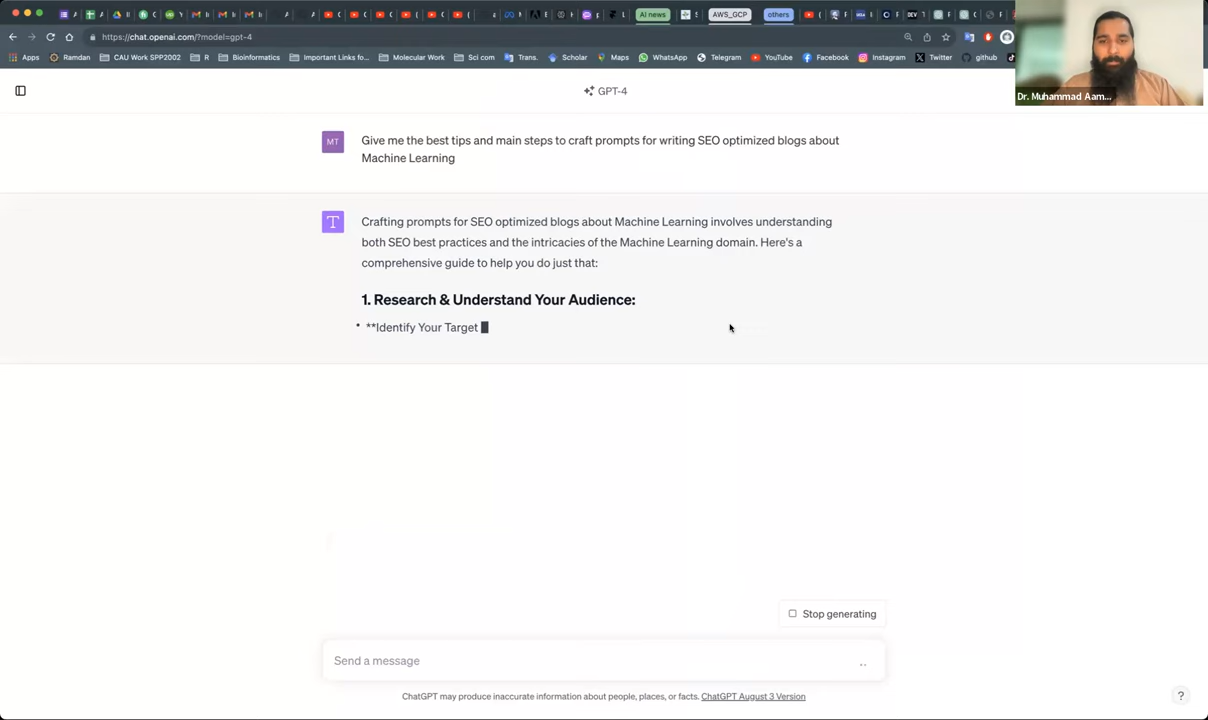 AI news
AWS_GCP
others
https://chat.openai.com/?model=gpt-4
Apps Ramdan CAU Work SPP2002 R Bioinformatics Important Links fo... Molecular Work Sci com Trans. Scholar Maps WhatsApp Telegram YouTube Facebook Instagram Twitter github
Dr. Muhammad Aam...
GPT-4
MT
Give me the best tips and main steps to craft prompts for writing SEO optimized blogs about
Machine Learning
T
Crafting prompts for SEO optimized blogs about Machine Learning involves understanding
both SEO best practices and the intricacies of the Machine Learning domain. Here's a
comprehensive guide to help you do just that:
1. Research & Understand Your Audience:
• **Identify Your Target
Stop generating
Send a message
ChatGPT may produce inaccurate information about people, places, or facts. ChatGPT August 3 Version
?